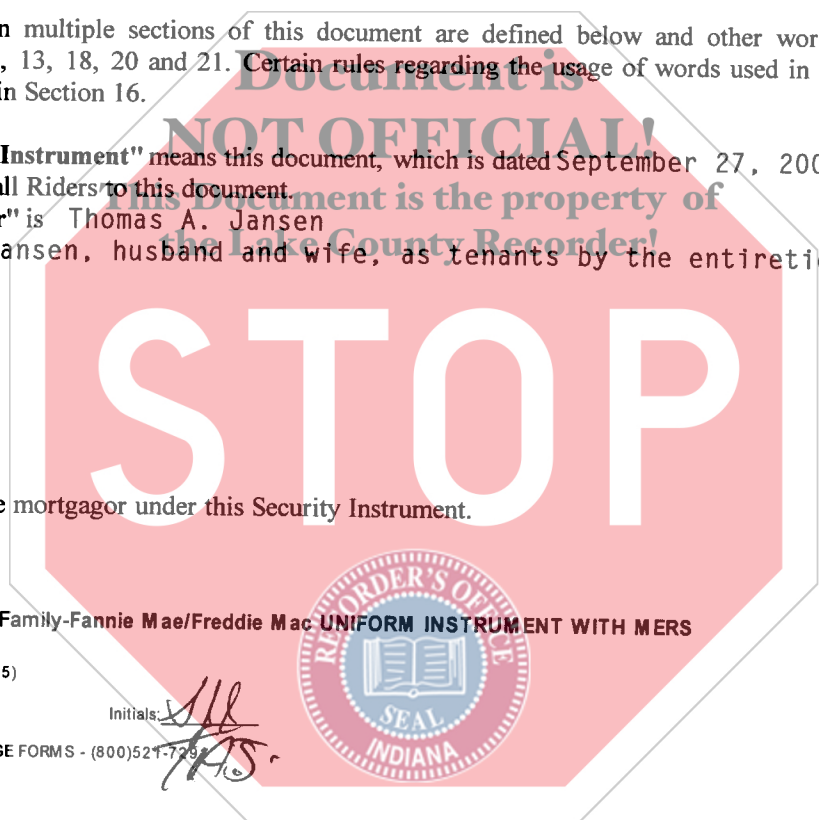 n multiple sections of this document are defined below and other wor
, 13, 18, 20 and 21. Certain rules regarding the usage of words used in
in Section 16.
Document is
NOT OFFICIAL!
Instrument" means this document, which is dated September 27, 200
all Riders to this document.
This Document is the property of
r" is Thomas A. Jansen
the Lake County Recorder!
ansen, husband and wife, as tenants by the entireti
STOP
e mortgagor under this Security Instrument.
RECORDER'S OFFICE
Family-Fannie Mae/Freddie Mac UNIFORM INSTRUMENT WITH MERS
5)
SEAL
Initials:
INDIANA
GE FORMS - (800)521-729